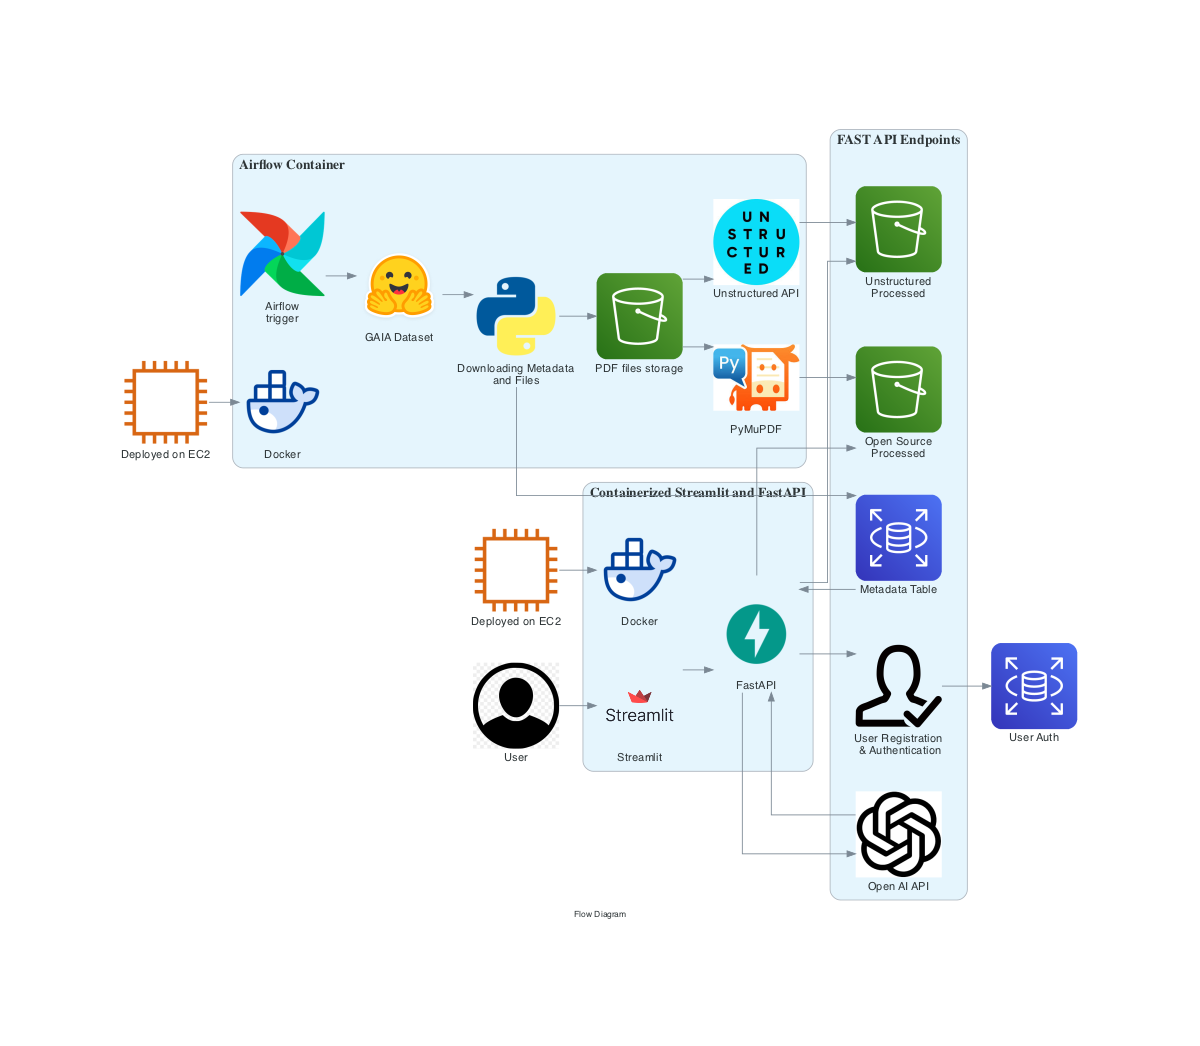 FAST API Endpoints
Airflow Container
UN
STRU
CTUR
ED
Unstructured API
Unstructured
Processed
Airflow
trigger
GAIA Dataset
Downloading Metadata
and Files
PDF files storage
Py
PyMuPDF
Open Source
Processed
Deployed on EC2
Docker
Containerized Streamlit and FastAPI
Metadata Table
Deployed on EC2
Docker
FastAPI
Streamlit
User
Streamlit
User Registration
& Authentication
User Auth
Open AI API
Flow Diagram